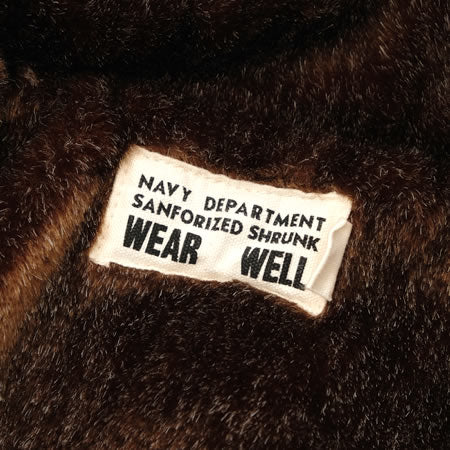 NAVY DEPARTMENT
SANFORIZED SHRUNK
WEAR WELL